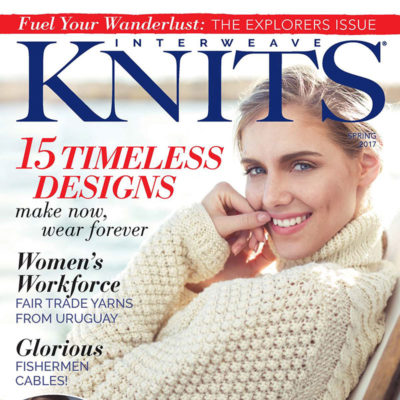 Fuel Your Wanderlust: THE EXPLORERS ISSUE
INTERWEAVE
KNITS®
SPRING
2017
15 TIMELESS
DESIGNS
make now,
wear forever
Women's
Workforce
FAIR TRADE YARNS
FROM URUGUAY
Glorious
FISHERMEN
CABLES!